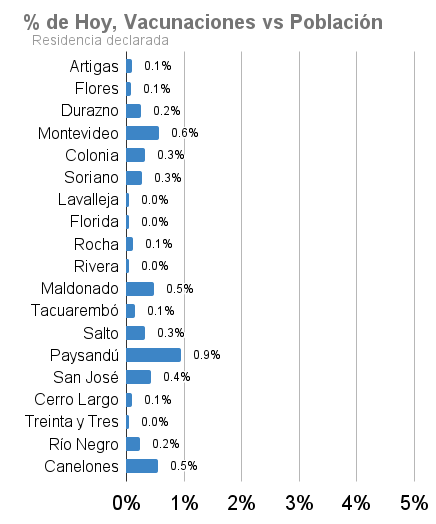 % de Hoy, Vacunaciones vs Población
Residencia declarada
Artigas 0.1%
Flores 0.1%
Durazno 0.2%
Montevideo 0.6%
Colonia 0.3%
Soriano 0.3%
Lavalleja 0.0%
Florida 0.0%
Rocha 0.1%
Rivera 0.0%
Maldonado 0.5%
Tacuarembó 0.1%
Salto 0.3%
Paysandú 0.9%
San José 0.4%
Cerro Largo 0.1%
Treinta y Tres 0.0%
Río Negro 0.2%
Canelones 0.5%
0% 1% 2% 3% 4% 5%